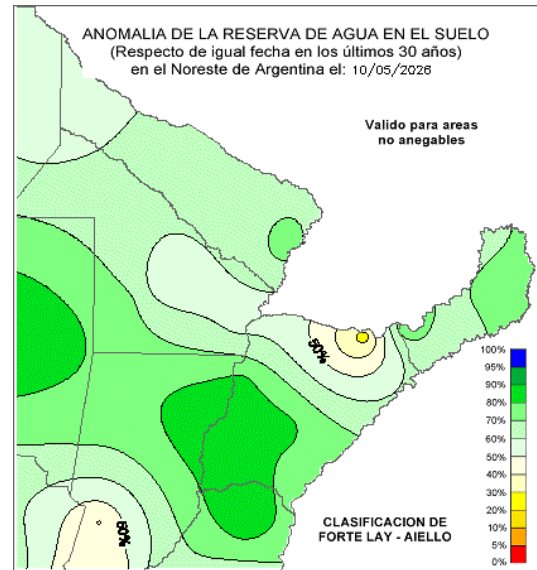 ANOMALIA DE LA RESERVA DE AGUA EN EL SUELO
(Respecto de igual fecha en los últimos 30 años)
en el Noreste de Argentina el: 10/05/2026
Valido para areas
no anegables
50%
50%
100%
95%
90%
80%
70%
60%
50%
40%
30%
20%
10%
5%
0%
CLASIFICACION DE
FORTE LAY - AIELLO